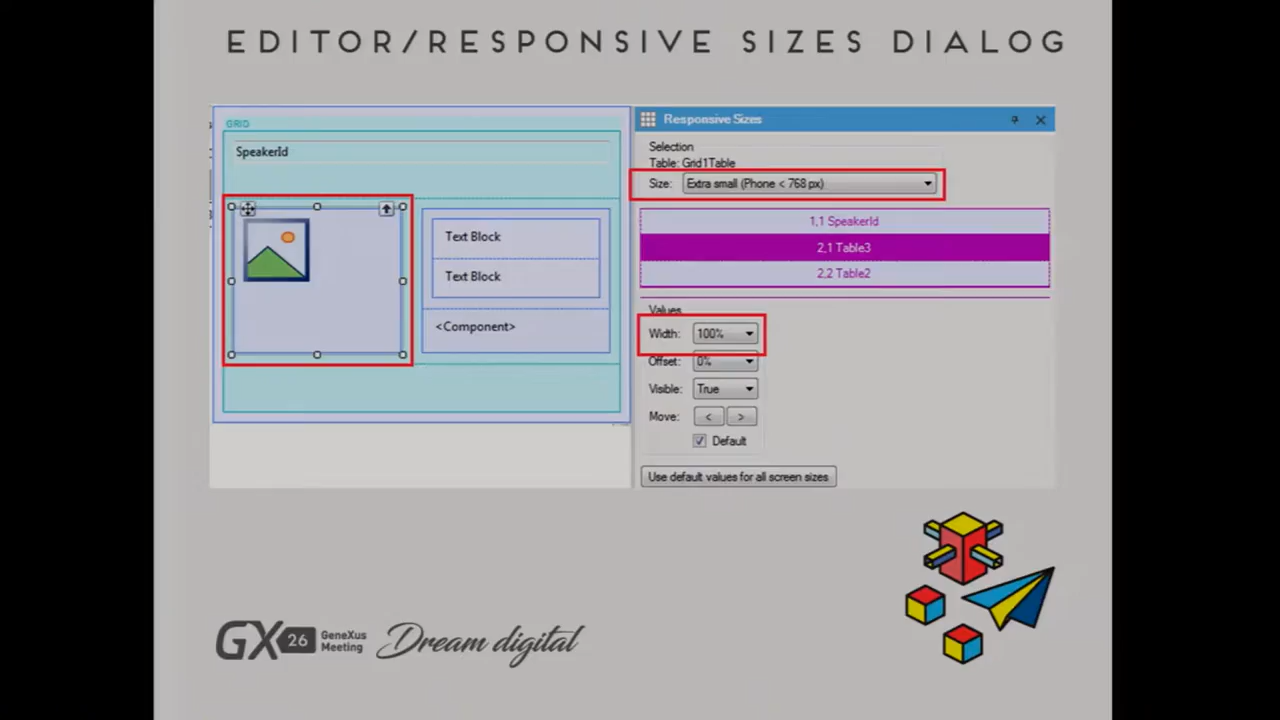 EDITOR/RESPONSIVE SIZES DIALOG
GRID
SpeakerId
Text Block
Text Block
<Component>
Responsive Sizes
Selection
Table: Grid1Table
Size: Extra small (Phone < 768 px)
1,1 SpeakerId
2,1 Table3
2,2 Table2
Values
Width: 100%
Offset: 0%
Visible: True
Move: < >
Default
Use default values for all screen sizes
GX 26 GeneXus Meeting
Dream digital